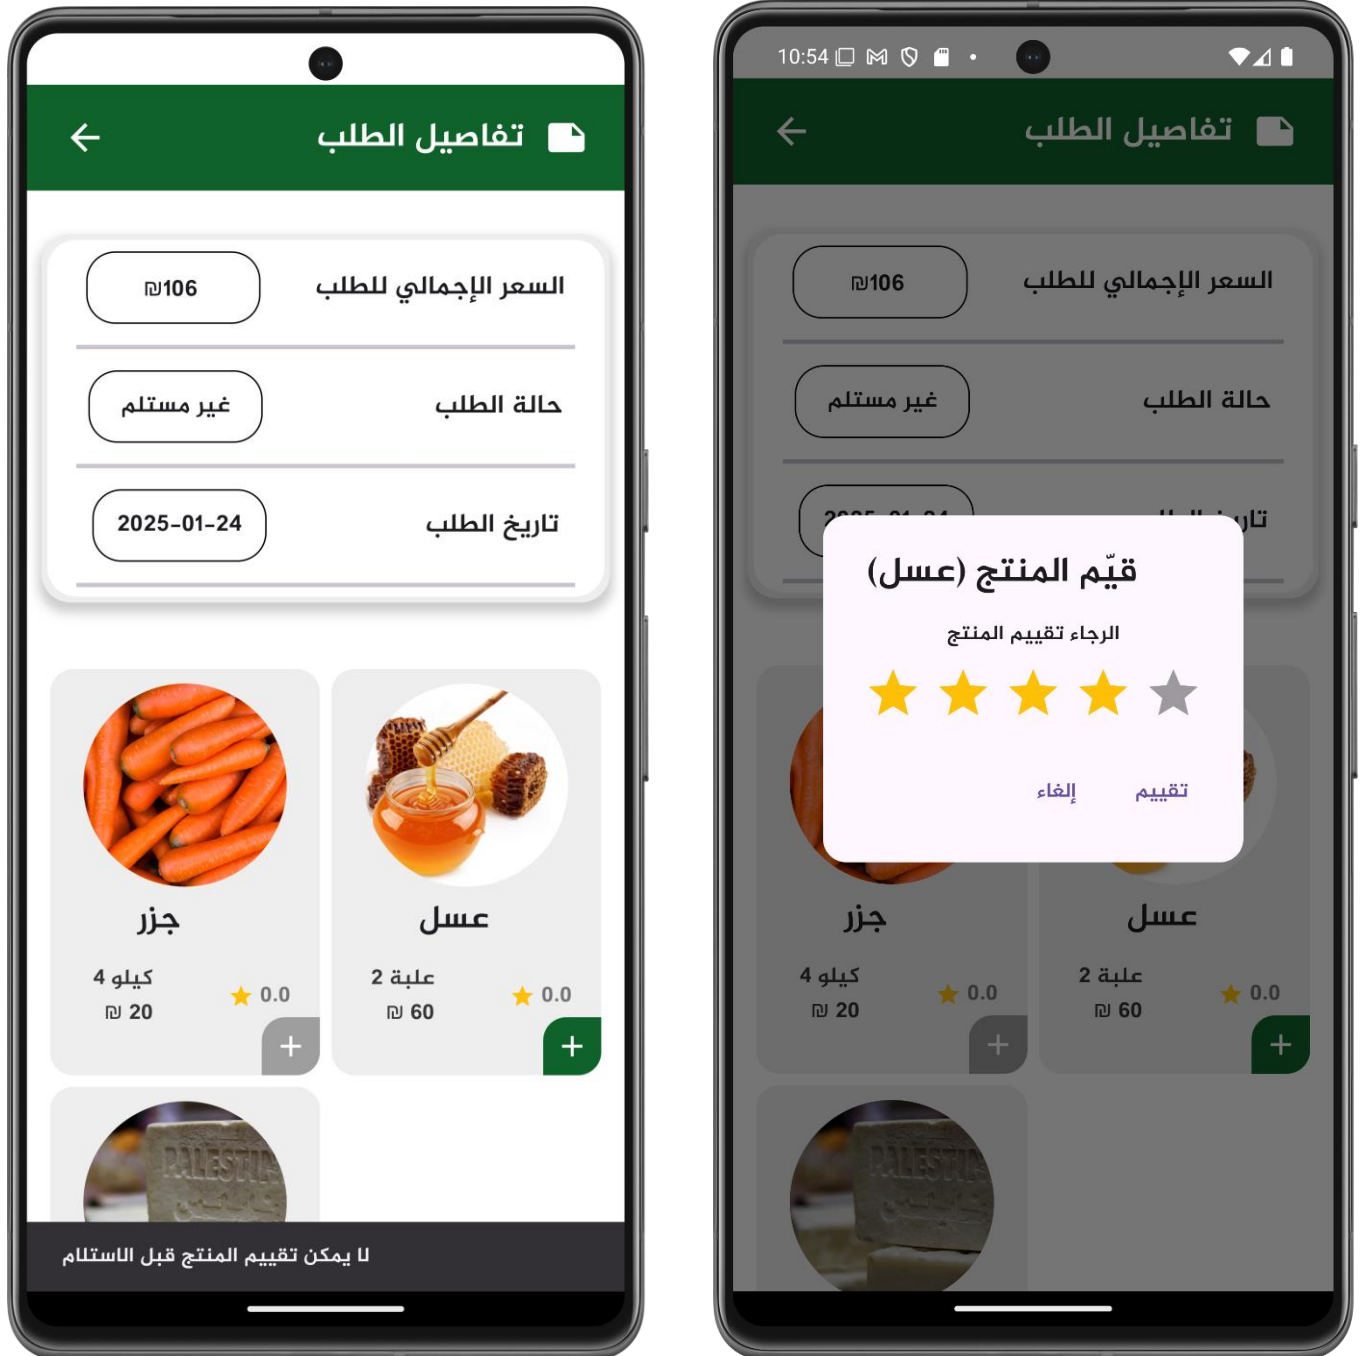 تفاصيل الطلب
السعر الإجمالي للطلب
₪106
حالة الطلب
غير مستلم
تاريخ الطلب
2025-01-24
عسل
علبة 2
₪ 60
0.0
+
جزر
كيلو 4
₪ 20
0.0
+
PALESTI
لا يمكن تقييم المنتج قبل الاستلام
10:54
تفاصيل الطلب
السعر الإجمالي للطلب
₪106
حالة الطلب
غير مستلم
قيّم المنتج (عسل)
الرجاء تقييم المنتج
تقييم
إلغاء
عسل
علبة 2
₪ 60
0.0
+
جزر
كيلو 4
₪ 20
0.0
+
PALESTI